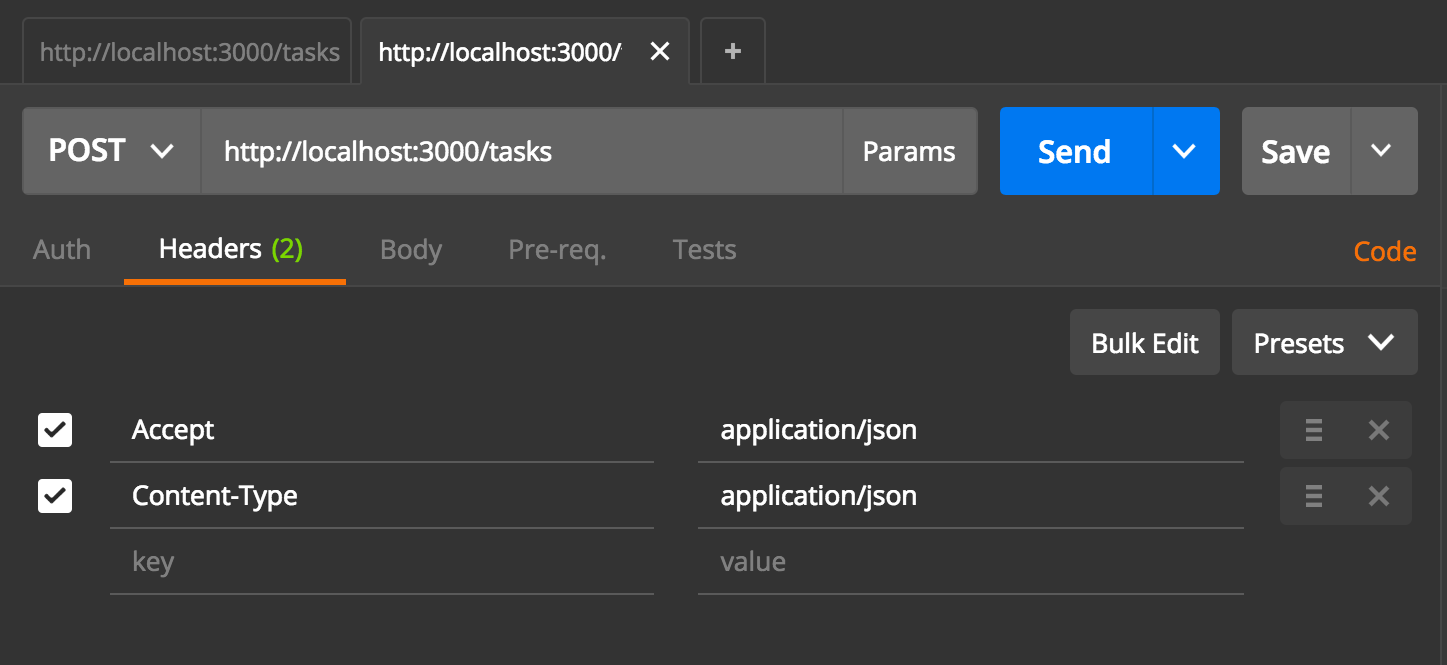 http://localhost:3000/tasks http://localhost:3000/ +
POST http://localhost:3000/tasks Params Send Save
Auth Headers (2) Body Pre-req. Tests Code
Bulk Edit Presets
Accept application/json
Content-Type application/json
key value